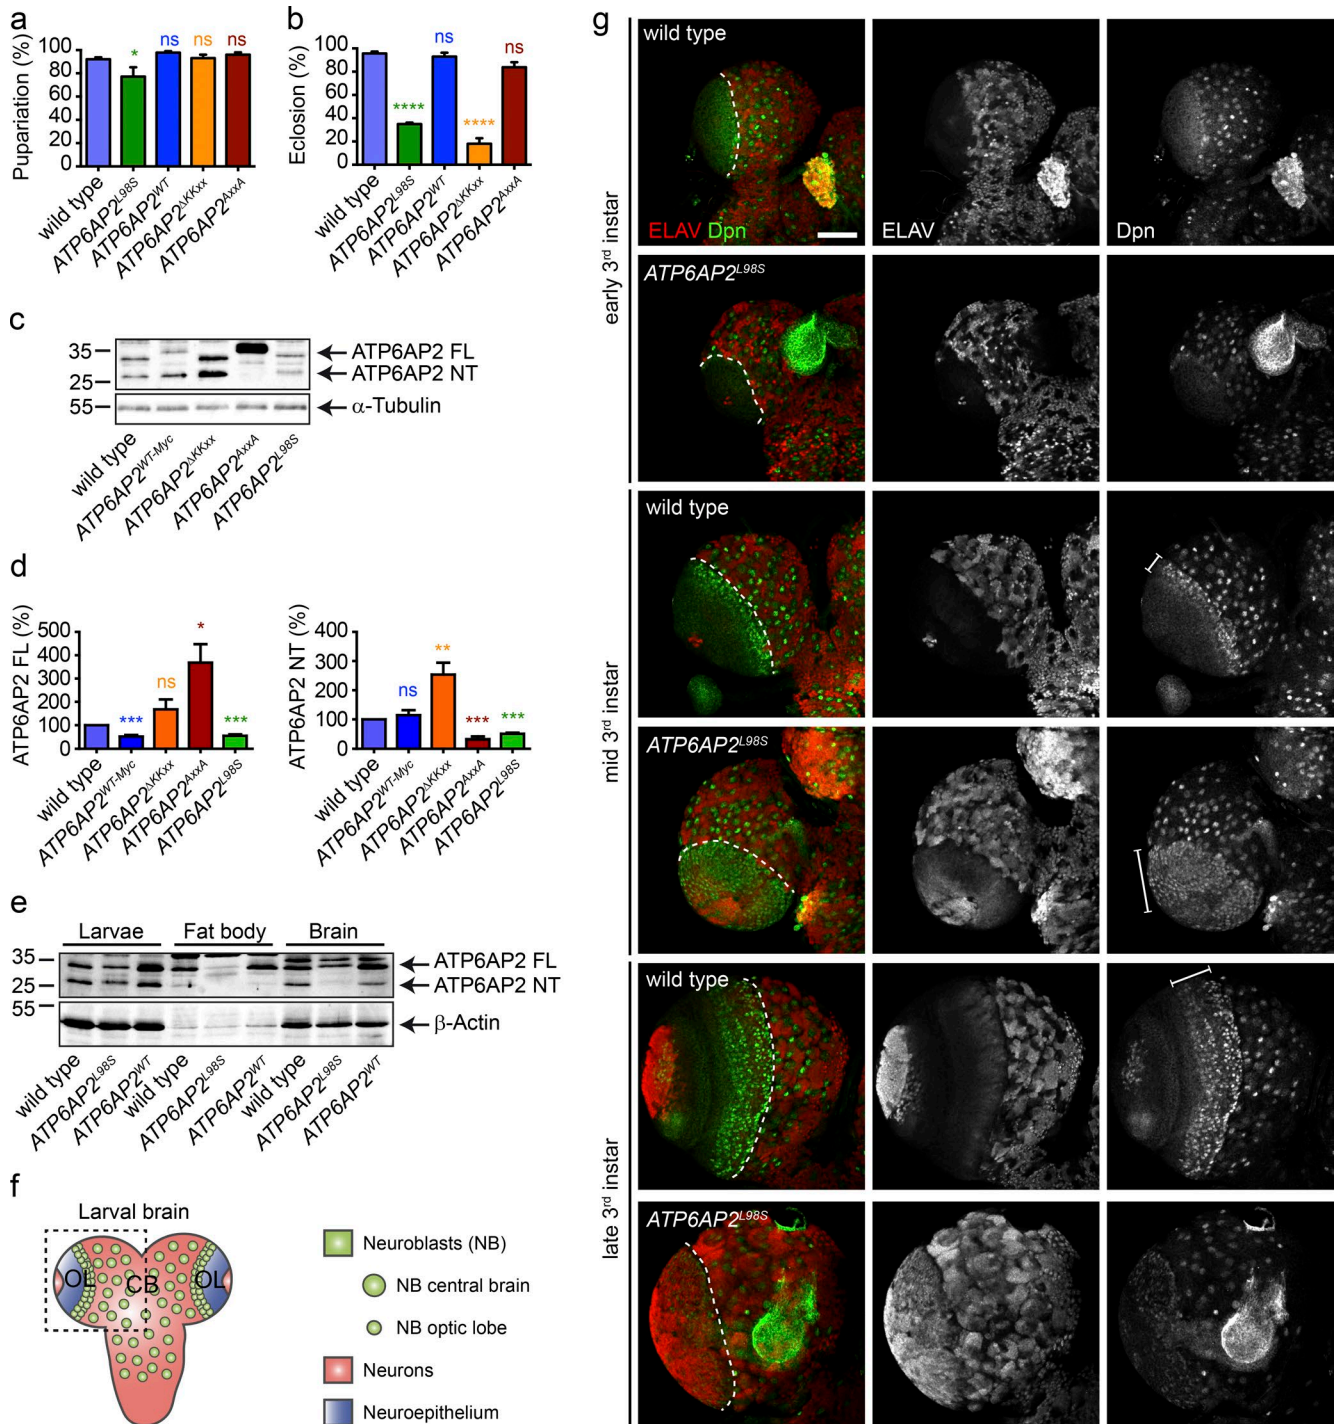 a
Pupariation (%)
100
80
60
40
20
0
* ns ns ns
wild type
ATP6AP2L98S
ATP6AP2WT
ATP6AP2ΔKKxx
ATP6AP2AxxA
b
Eclosion (%)
100
80
60
40
20
0
**** ns **** ns
wild type
ATP6AP2L98S
ATP6AP2WT
ATP6AP2ΔKKxx
ATP6AP2AxxA
c
35
25
55
ATP6AP2 FL
ATP6AP2 NT
α-Tubulin
wild type
ATP6AP2WT-Myc
ATP6AP2ΔKKxx
ATP6AP2AxxA
ATP6AP2L98S
d
ATP6AP2 FL (%)
500
400
300
200
100
0
*** ns * ***
wild type
ATP6AP2WT-Myc
ATP6AP2ΔKKxx
ATP6AP2AxxA
ATP6AP2L98S
ATP6AP2 NT (%)
400
300
200
100
0
ns ** *** ***
wild type
ATP6AP2WT-Myc
ATP6AP2ΔKKxx
ATP6AP2AxxA
ATP6AP2L98S
e
Larvae Fat body Brain
35
25
55
ATP6AP2 FL
ATP6AP2 NT
β-Actin
wild type
ATP6AP2L98S
ATP6AP2WT
wild type
ATP6AP2L98S
ATP6AP2WT
wild type
ATP6AP2L98S
ATP6AP2WT
f
Larval brain
OL CB OL
Neuroblasts (NB)
NB central brain
NB optic lobe
Neurons
Neuroepithelium
g
early 3rd instar
wild type
ELAV Dpn
ELAV
Dpn
ATP6AP2L98S
mid 3rd instar
wild type
ATP6AP2L98S
late 3rd instar
wild type
ATP6AP2L98S